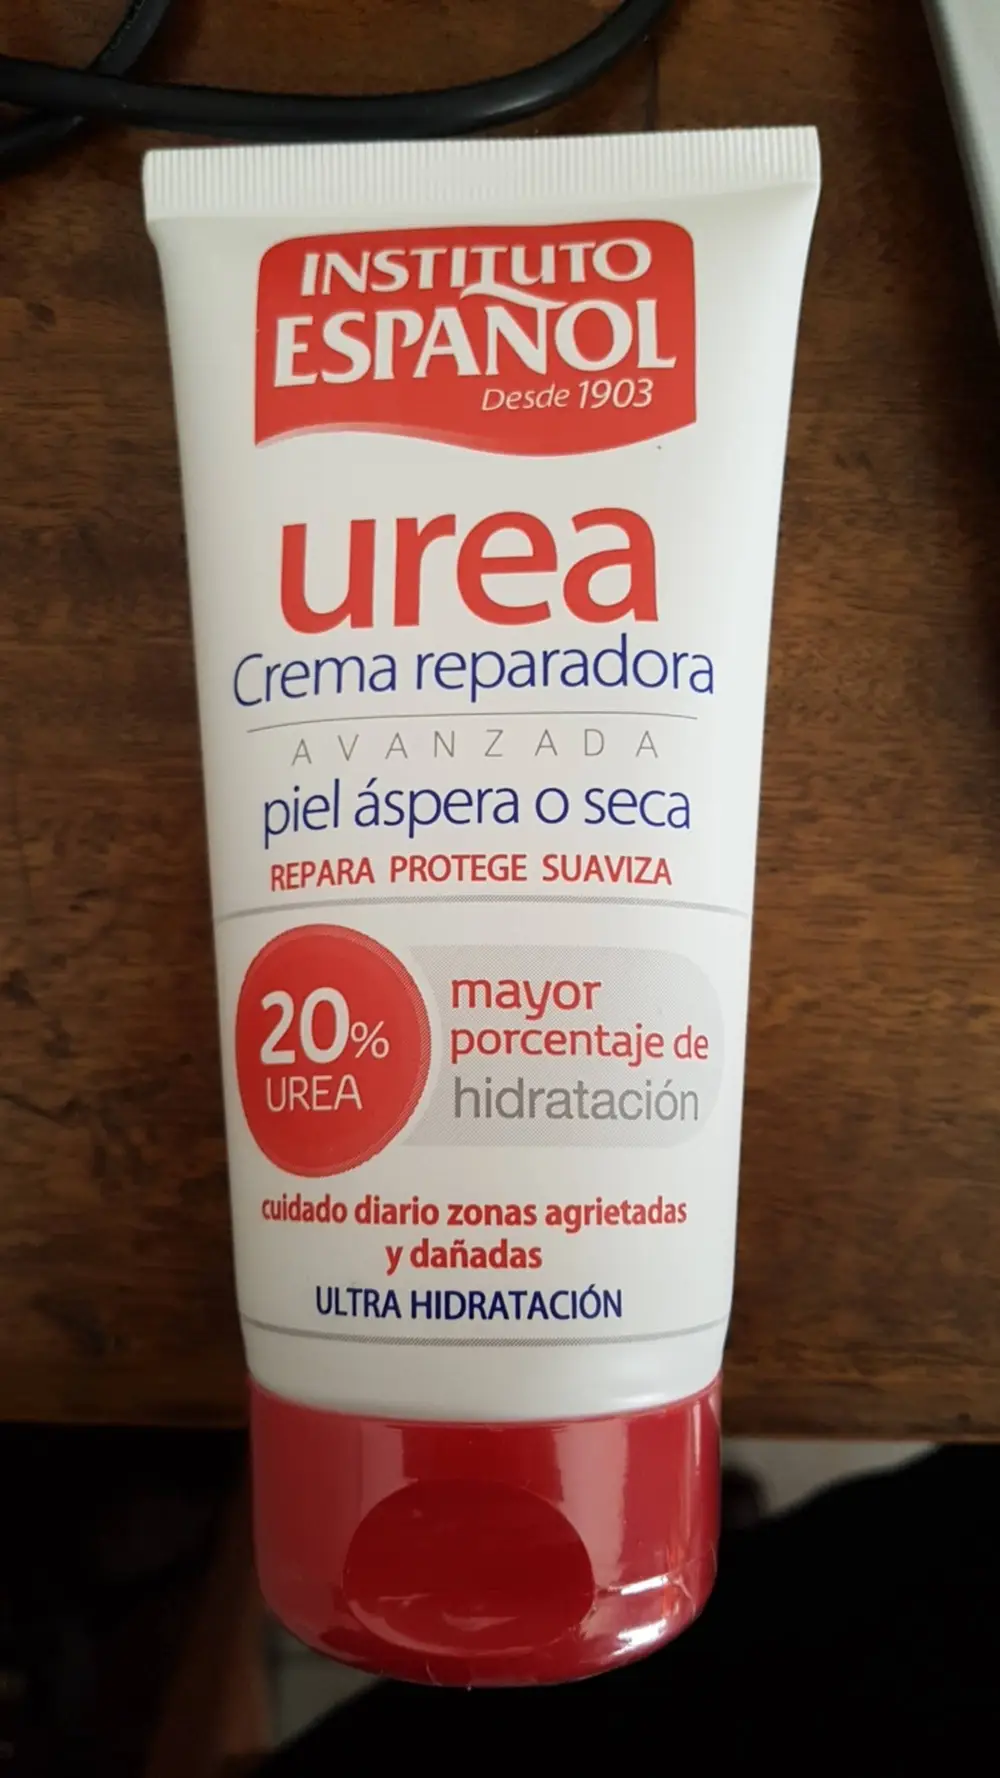 INSTITUTO
ESPAÑOL
Desde 1903
urea
Crema reparadora
AVANZADA
piel áspera o seca
REPARA PROTEGE SUAVIZA
20%
UREA
mayor
porcentaje de
hidratación
cuidado diario zonas agrietadas
y dañadas
ULTRA HIDRATACIÓN